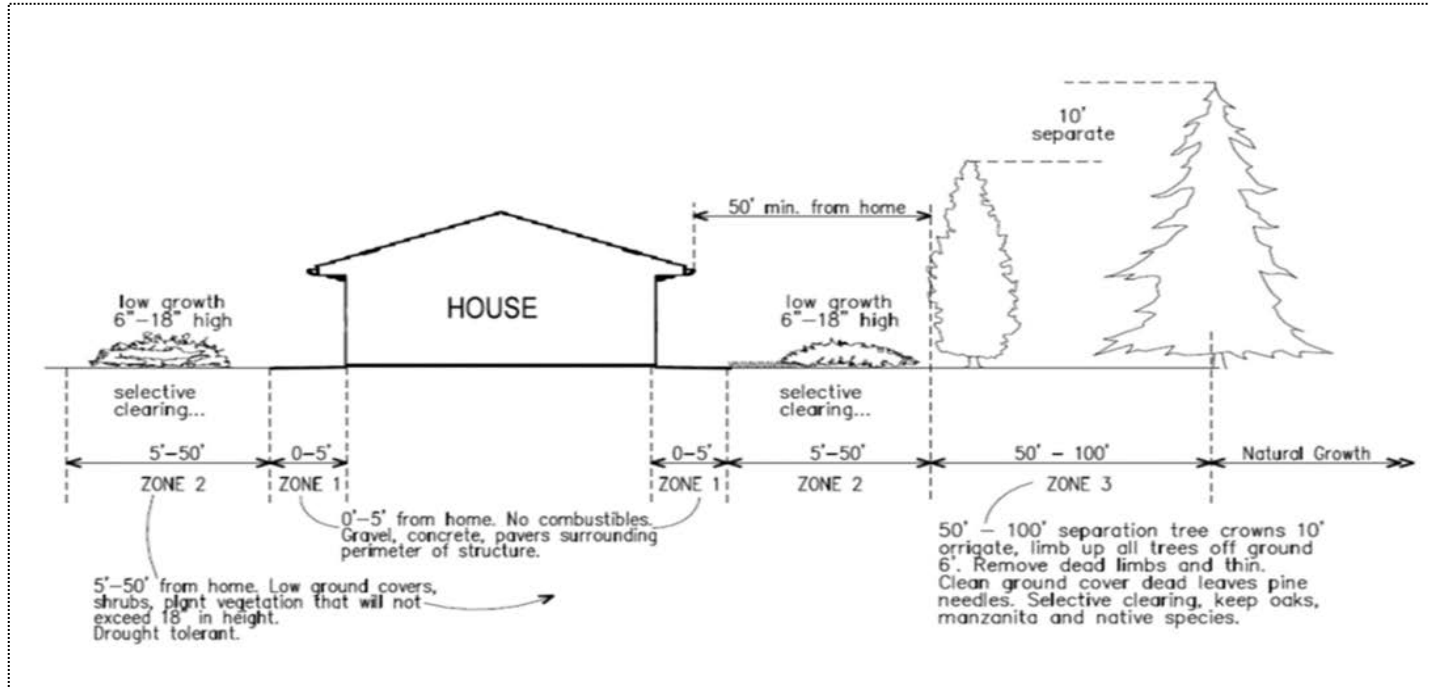 10'
separate
50' min. from home
low growth
6"-18" high
HOUSE
low growth
6"-18" high
selective
clearing...
selective
clearing...
5'-50'
0-5'
0-5'
5'-50'
50' - 100'
Natural Growth
ZONE 2
ZONE 1
ZONE 1
ZONE 2
ZONE 3
0'-5' from home. No combustibles.
Gravel, concrete, pavers surrounding
perimeter of structure.
5'-50' from home. Low ground covers,
shrubs, plant vegetation that will not
exceed 18" in height.
Drought tolerant.
50' - 100' separation tree crowns 10'
orrigate, limb up all trees off ground
6'. Remove dead limbs and thin.
Clean ground cover dead leaves pine
needles. Selective clearing, keep oaks,
manzanita and native species.